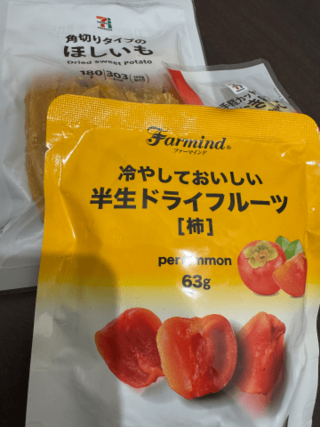 角切りタイプの
ほしいも
Dried sweet potato
180 303
Farmind
ファーマインド
冷やしておいしい
半生ドライフルーツ
[柿]
persimmon
63g